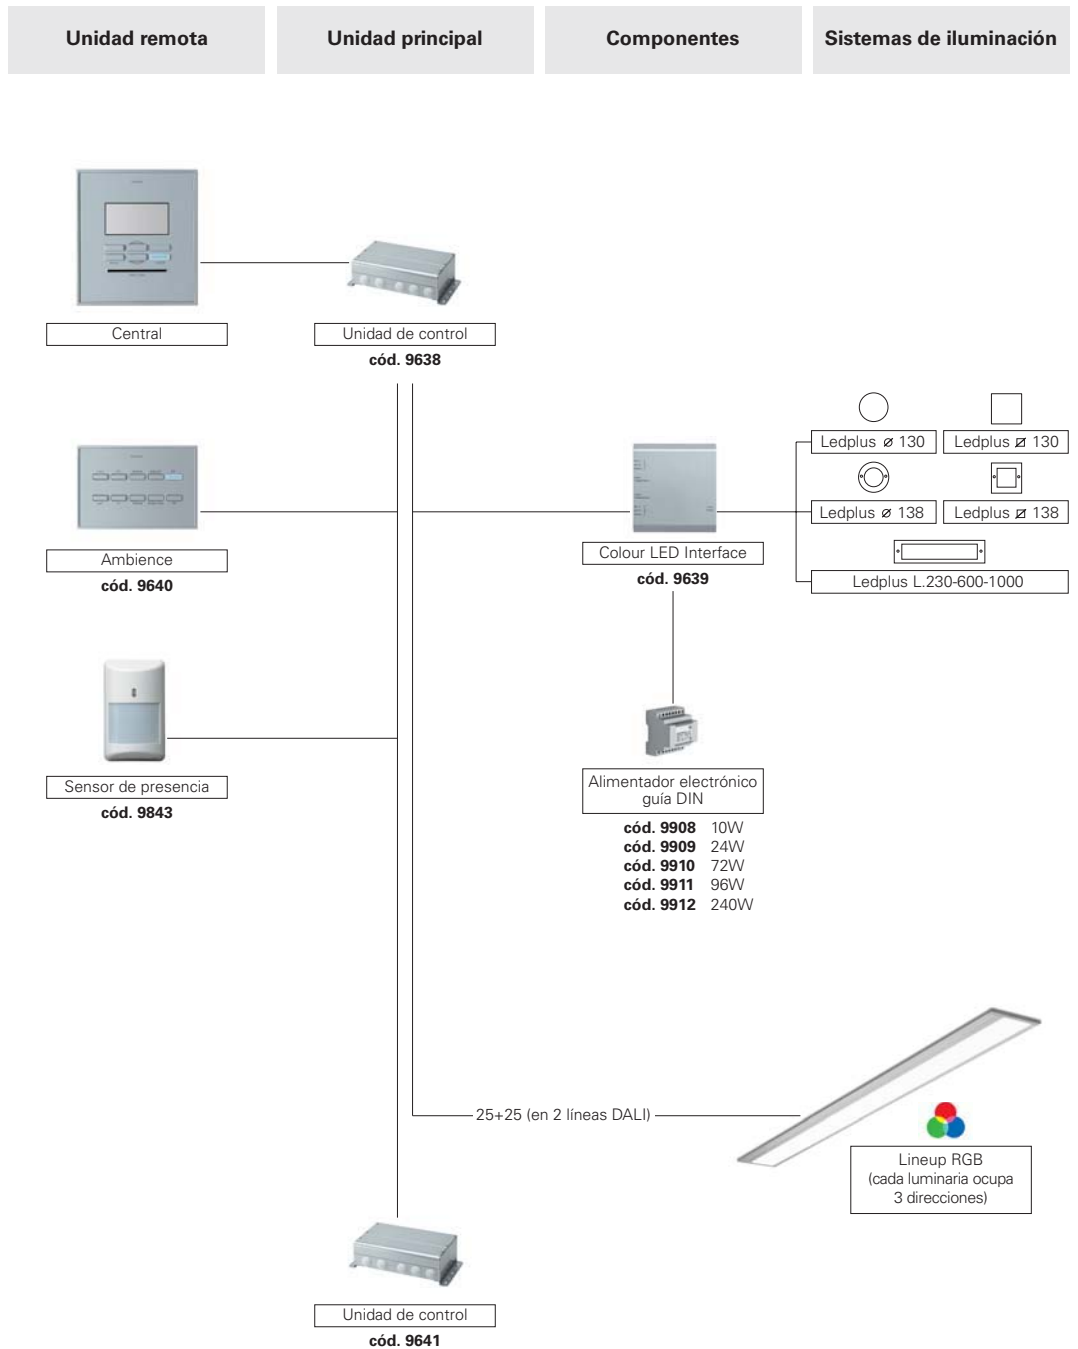 Unidad remota
Unidad principal
Componentes
Sistemas de iluminación
Central
Unidad de control
cód. 9638
Ledplus ⌀ 130
Ledplus ⧄ 130
Ledplus ⌀ 138
Ledplus ⧄ 138
Ledplus L.230-600-1000
Ambience
cód. 9640
Colour LED Interface
cód. 9639
Sensor de presencia
cód. 9843
Alimentador electrónico
guía DIN
cód. 9908 10W
cód. 9909 24W
cód. 9910 72W
cód. 9911 96W
cód. 9912 240W
25+25 (en 2 líneas DALI)
Lineup RGB
(cada luminaria ocupa
3 direcciones)
Unidad de control
cód. 9641